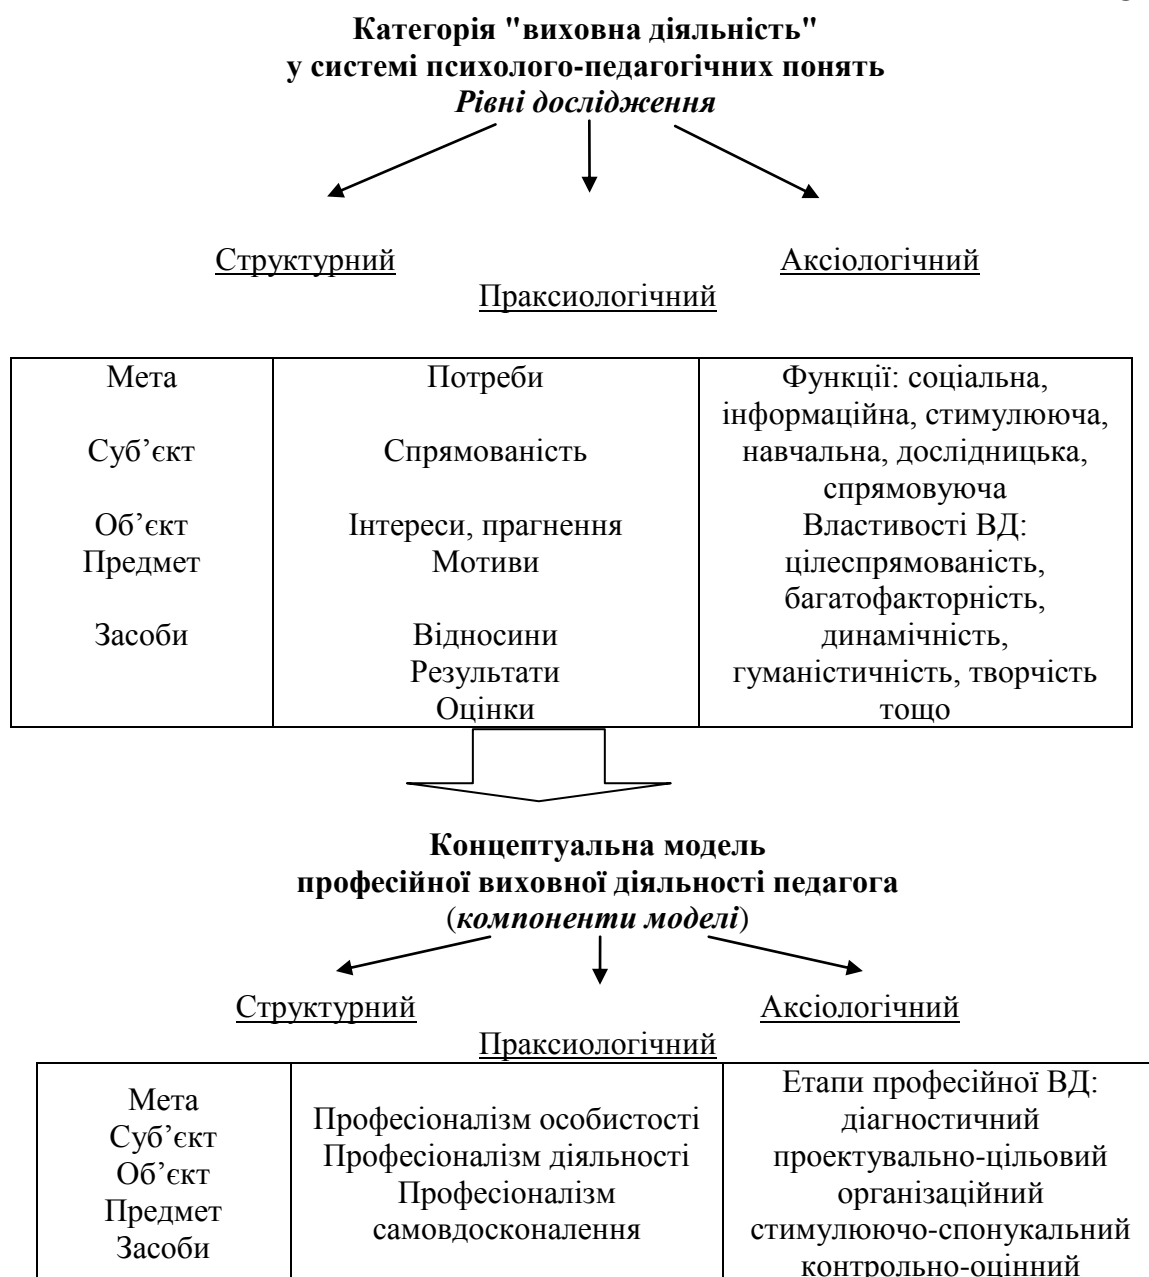 Категорія "виховна діяльність"
у системі психолого-педагогічних понять
Рівні дослідження
Структурний
Аксіологічний
Праксиологічний
Мета
Суб’єкт
Об’єкт
Предмет
Засоби
Потреби
Спрямованість
Інтереси, прагнення
Мотиви
Відносини
Результати
Оцінки
Функції: соціальна,
інформаційна, стимулююча,
навчальна, дослідницька,
спрямовуюча
Властивості ВД:
цілеспрямованість,
багатофакторність,
динамічність,
гуманістичність, творчість
тощо
Концептуальна модель
професійної виховної діяльності педагога
(компоненти моделі)
Структурний
Аксіологічний
Праксиологічний
Мета
Суб’єкт
Об’єкт
Предмет
Засоби
Професіоналізм особистості
Професіоналізм діяльності
Професіоналізм
самовдосконалення
Етапи професійної ВД:
діагностичний
проектувально-цільовий
організаційний
стимулюючо-спонукальний
контрольно-оцінний